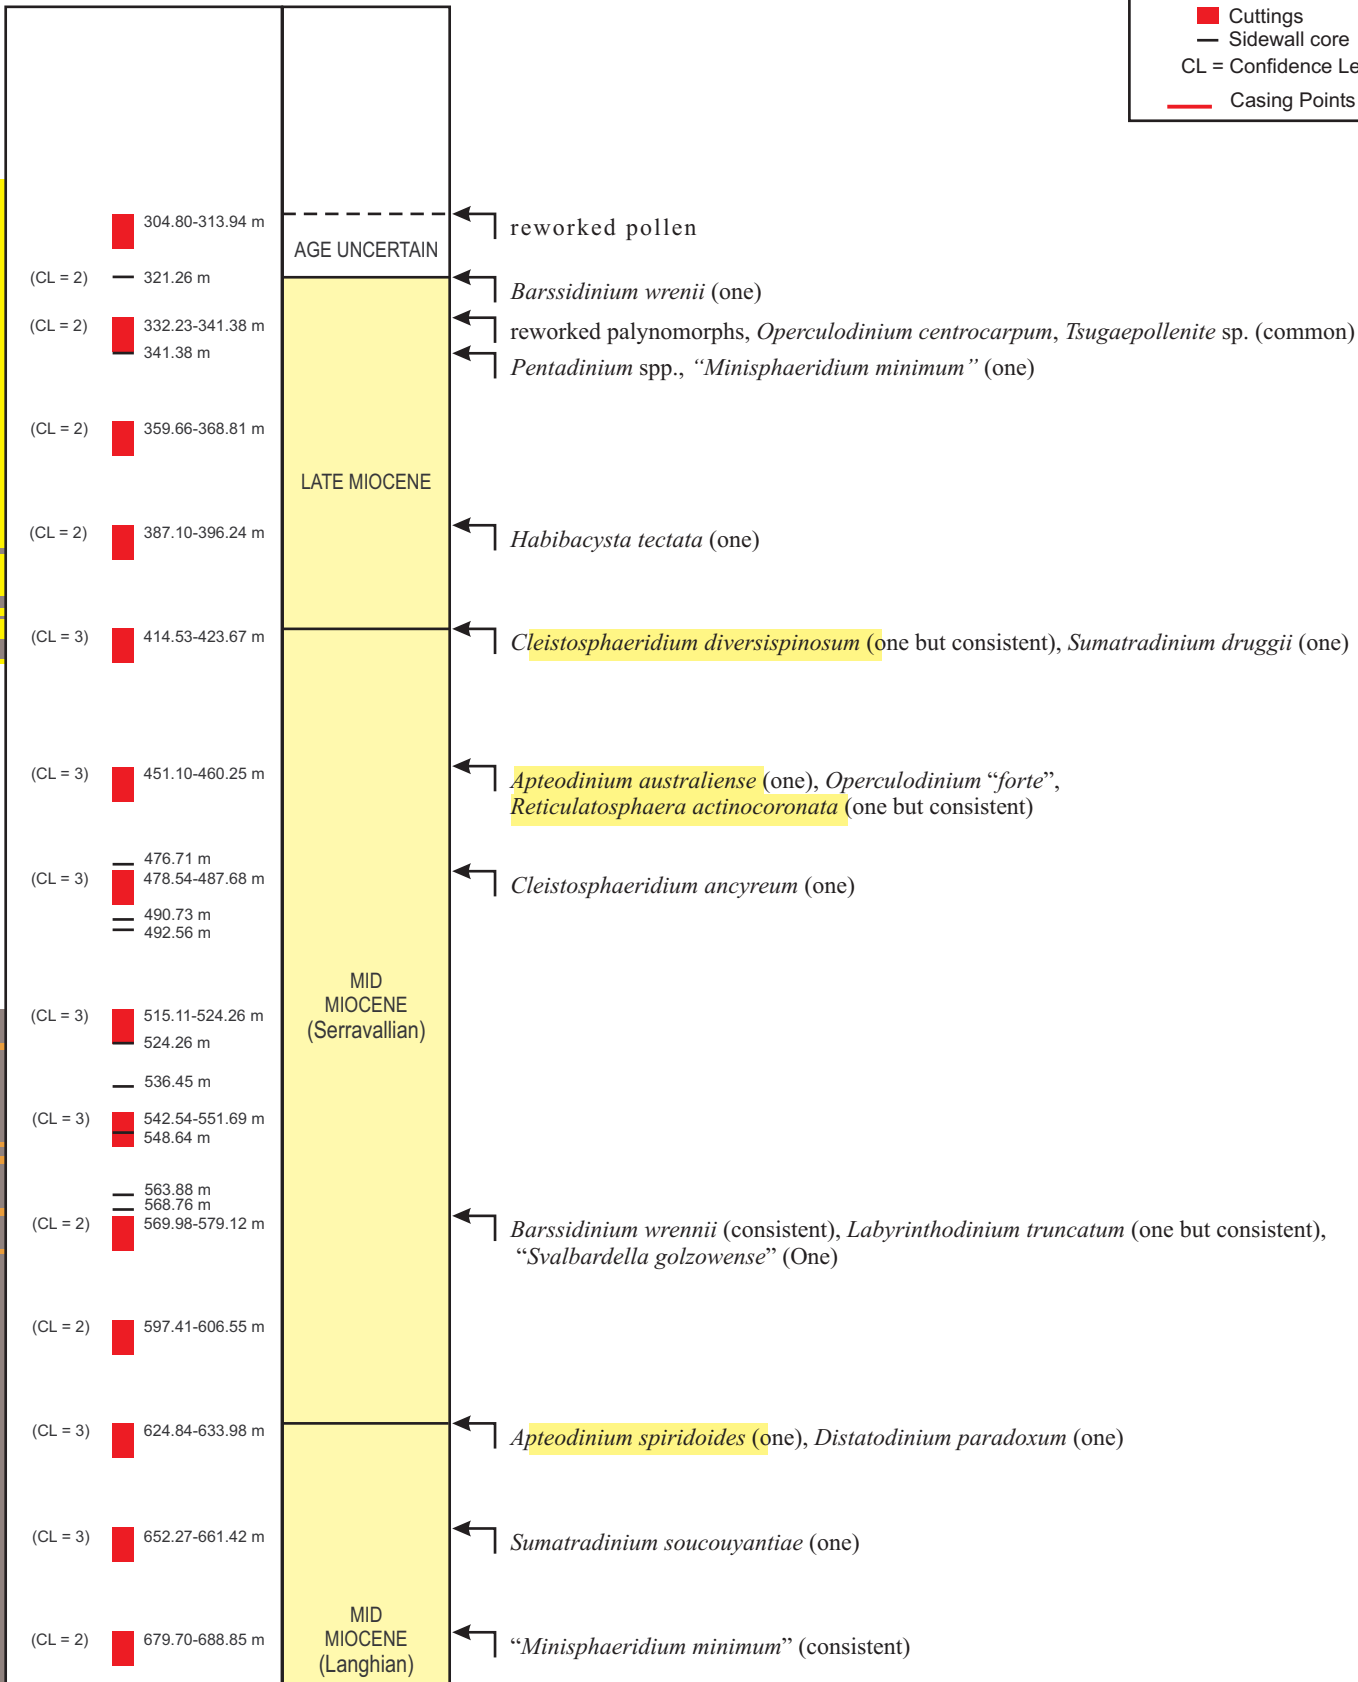 Cuttings
Sidewall core
CL = Confidence Le
Casing Points
304.80-313.94 m
reworked pollen
AGE UNCERTAIN
(CL = 2) 321.26 m
Barssidinium wrenii (one)
(CL = 2) 332.23-341.38 m
reworked palynomorphs, Operculodinium centrocarpum, Tsugaepollenite sp. (common)
341.38 m
Pentadinium spp., “Minisphaeridium minimum” (one)
(CL = 2) 359.66-368.81 m
LATE MIOCENE
(CL = 2) 387.10-396.24 m
Habibacysta tectata (one)
(CL = 3) 414.53-423.67 m
Cleistosphaeridium diversispinosum (one but consistent), Sumatradinium druggii (one)
(CL = 3) 451.10-460.25 m
Apteodinium australiense (one), Operculodinium “forte”,
Reticulatosphaera actinocoronata (one but consistent)
476.71 m
(CL = 3) 478.54-487.68 m
Cleistosphaeridium ancyreum (one)
490.73 m
492.56 m
MID
MIOCENE
(Serravallian)
(CL = 3) 515.11-524.26 m
524.26 m
536.45 m
(CL = 3) 542.54-551.69 m
548.64 m
563.88 m
568.76 m
(CL = 2) 569.98-579.12 m
Barssidinium wrennii (consistent), Labyrinthodinium truncatum (one but consistent),
“Svalbardella golzowense” (One)
(CL = 2) 597.41-606.55 m
(CL = 3) 624.84-633.98 m
Apteodinium spiridoides (one), Distatodinium paradoxum (one)
(CL = 3) 652.27-661.42 m
Sumatradinium soucouyantiae (one)
MID
MIOCENE
(Langhian)
(CL = 2) 679.70-688.85 m
“Minisphaeridium minimum” (consistent)